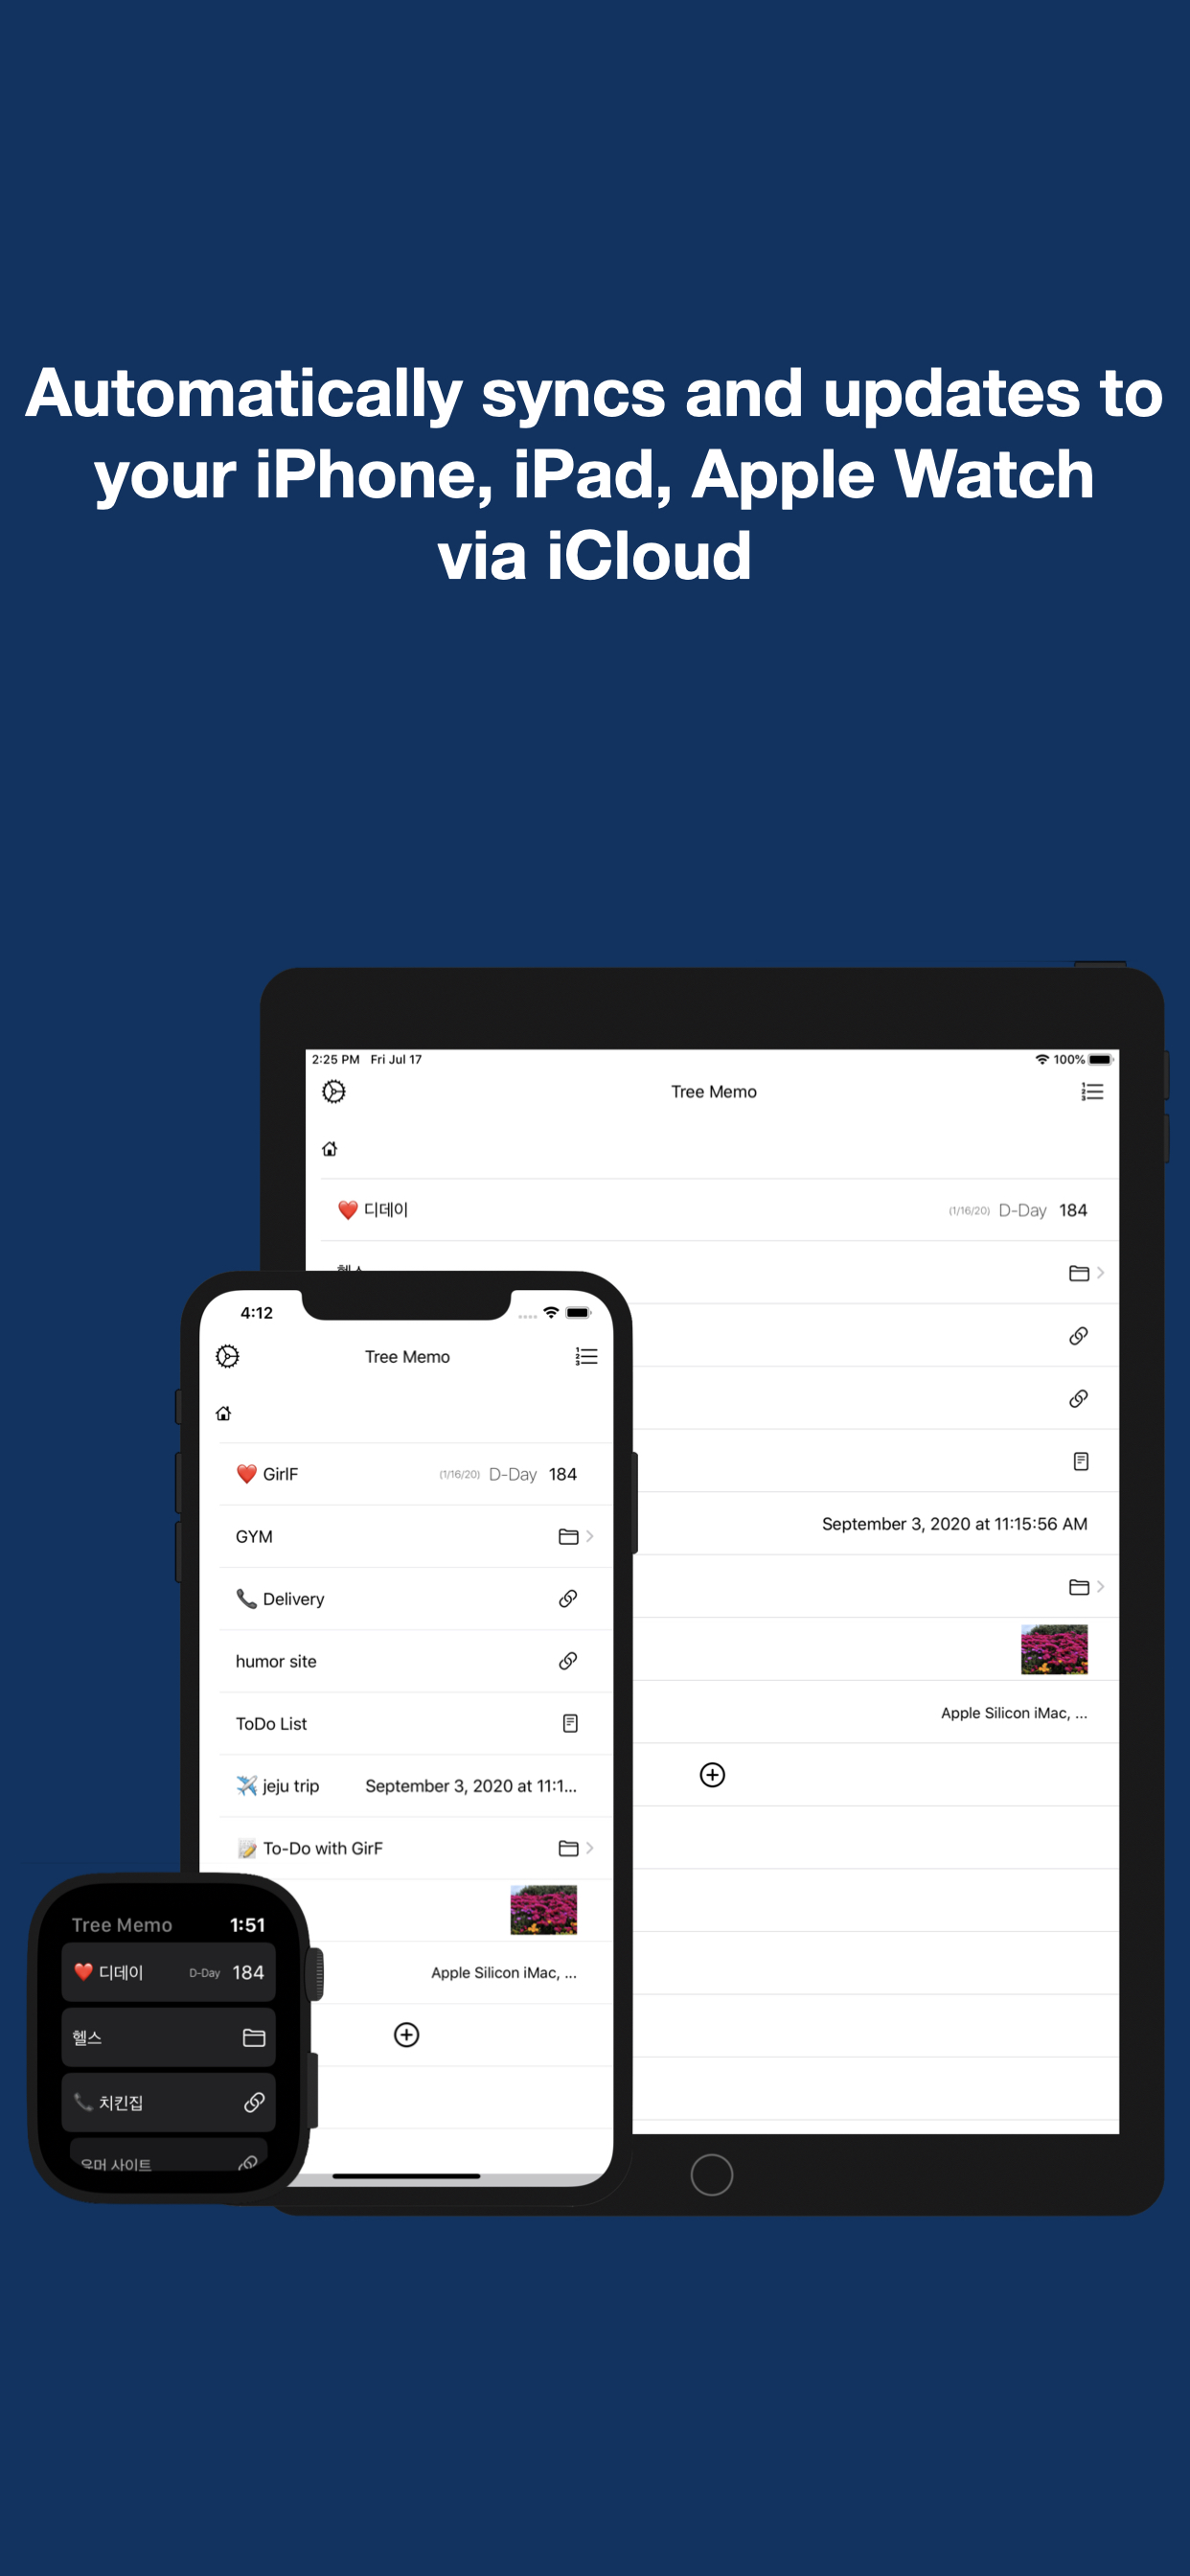 Automatically syncs and updates to
your iPhone, iPad, Apple Watch
via iCloud
2:25 PM Fri Jul 17 100%
Tree Memo
❤️ 디데이 (1/16/20) D-Day 184
September 3, 2020 at 11:15:56 AM
Apple Silicon iMac, ...
4:12
Tree Memo
❤️ GirlF (1/16/20) D-Day 184
GYM
📞 Delivery
humor site
ToDo List
✈️ jeju trip September 3, 2020 at 11:1...
📝 To-Do with GirF
Apple Silicon iMac, ...
Tree Memo 1:51
❤️ 디데이 D-Day 184
헬스
📞 치킨집
유머 사이트